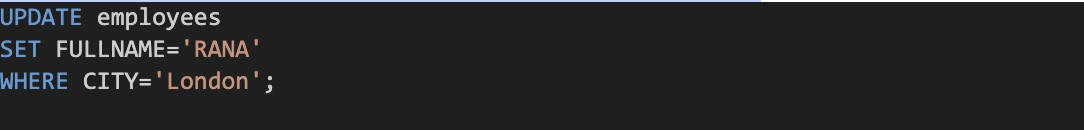 UPDATE employees
SET FULLNAME='RANA'
WHERE CITY='London';